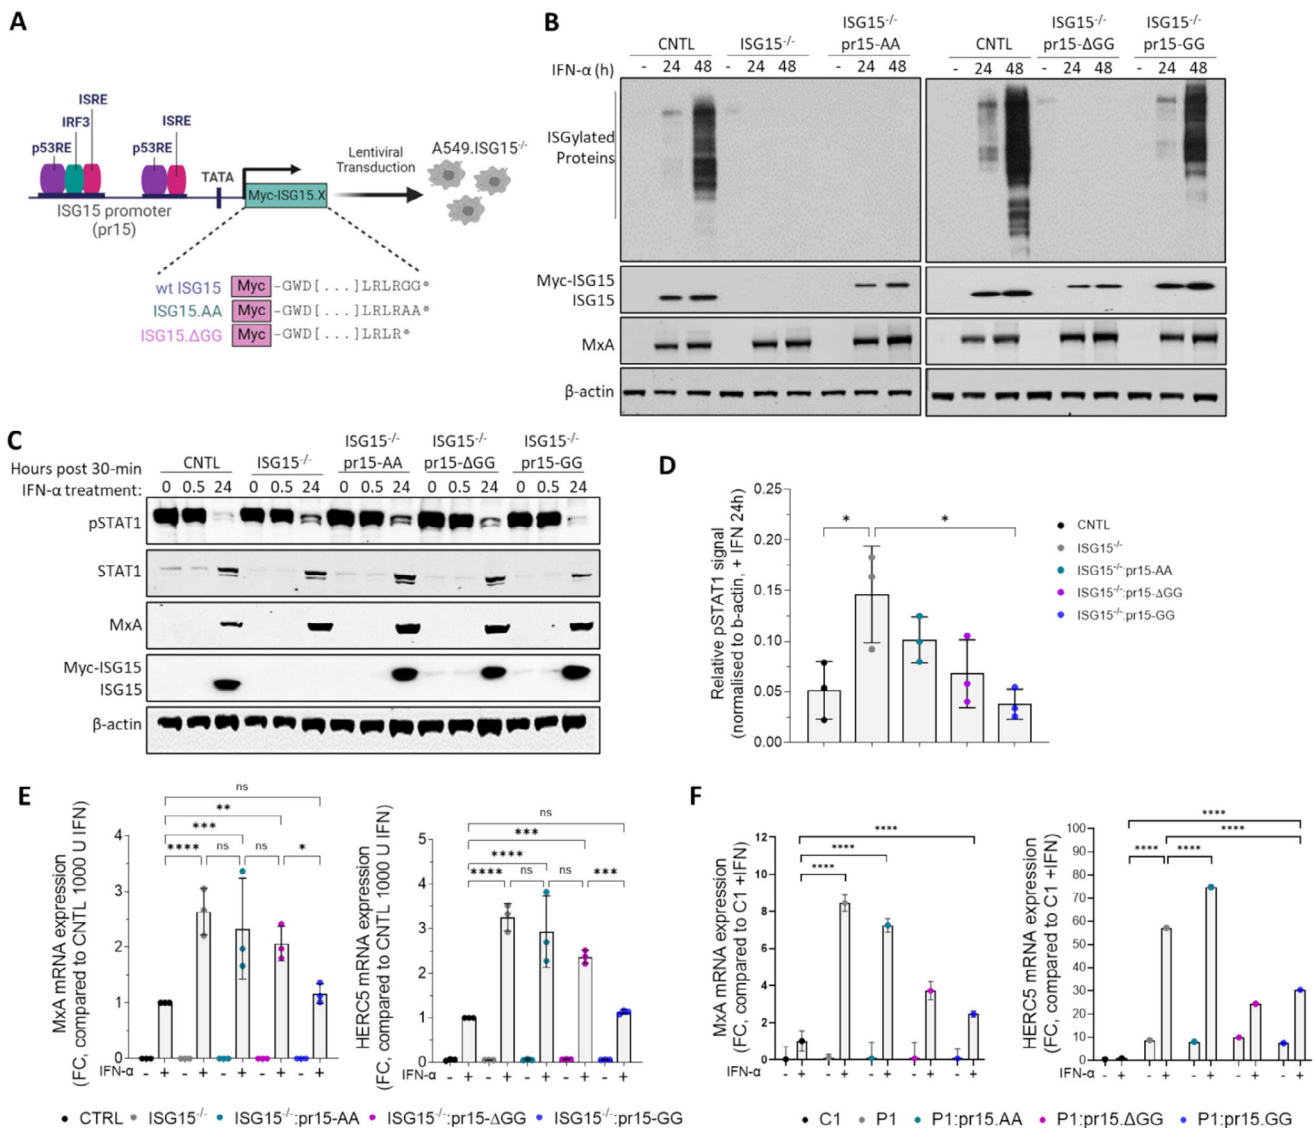 A
ISRE
IRF3
ISRE
p53RE
p53RE
TATA
Lentiviral
Transduction
A549.ISG15-/-
Myc-ISG15.X
ISG15 promoter
(pr15)
wt ISG15 Myc -GWD[...]LRLRGG*
ISG15.AA Myc -GWD[...]LRLRAA*
ISG15.ΔGG Myc -GWD[...]LRLR*
B
CNTL ISG15-/- ISG15-/- pr15-AA CNTL ISG15-/- pr15-ΔGG ISG15-/- pr15-GG
IFN-α (h) - 24 48 - 24 48 - 24 48 - 24 48 - 24 48 - 24 48
ISGylated
Proteins
Myc-ISG15
ISG15
MxA
β-actin
C
CNTL ISG15-/- ISG15-/- pr15-AA ISG15-/- pr15-ΔGG ISG15-/- pr15-GG
Hours post 30-min
IFN-α treatment: 0 0.5 24 0 0.5 24 0 0.5 24 0 0.5 24 0 0.5 24
pSTAT1
STAT1
MxA
Myc-ISG15
ISG15
β-actin
D
Relative pSTAT1 signal
(normalised to b-actin, + IFN 24h)
0.25
0.20
0.15
0.10
0.05
0.00
* *
CNTL
ISG15-/-
ISG15-/-:pr15-AA
ISG15-/-:pr15-ΔGG
ISG15-/-:pr15-GG
E
MxA mRNA expression
(FC, compared to CNTL 1000 U IFN)
4
3
2
1
0
ns
**
***
**** ns ns *
IFN-α - + - + - + - + - +
HERC5 mRNA expression
(FC, compared to CNTL 1000 U IFN)
5
4
3
2
1
0
ns
***
****
**** ns ns ***
IFN-α - + - + - + - + - +
CTRL ISG15-/- ISG15-/-:pr15-AA ISG15-/-:pr15-ΔGG ISG15-/-:pr15-GG
F
MxA mRNA expression
(FC, compared to C1 +IFN)
12
10
8
6
4
2
0
****
****
****
IFN-α - + - + - + - + - +
HERC5 mRNA expression
(FC, compared to C1 +IFN)
100
90
80
70
60
50
40
30
20
10
0
****
****
**** ****
IFN-α - + - + - + - + - +
C1 P1 P1:pr15.AA P1:pr15.ΔGG P1:pr15.GG